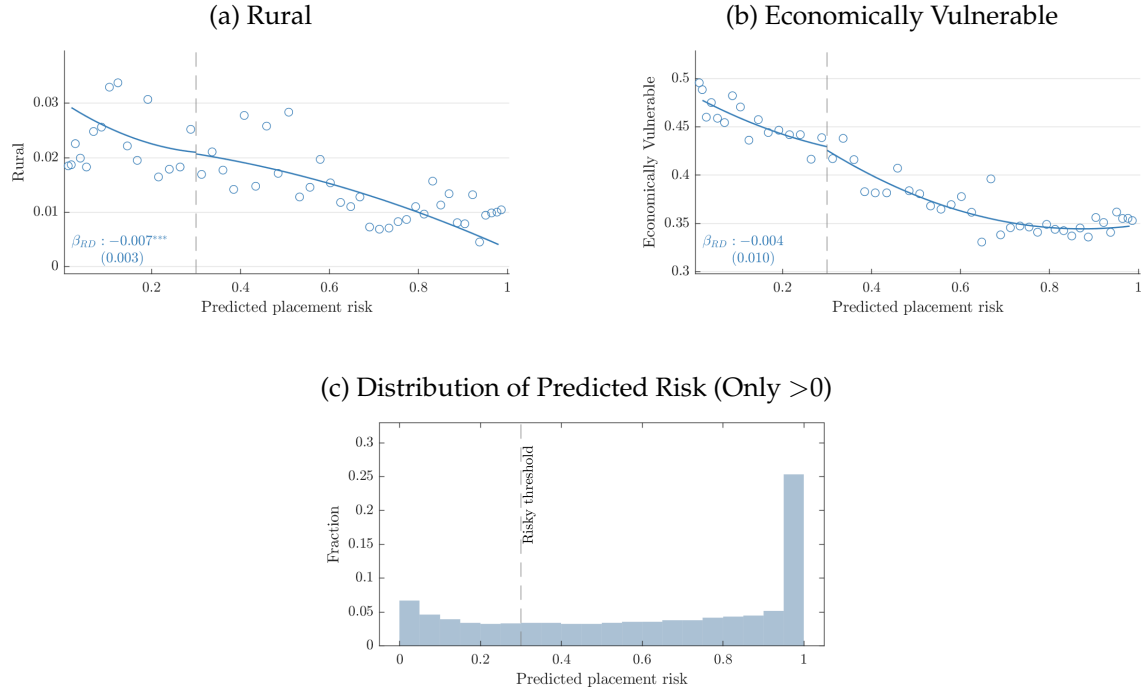 (a) Rural
Rural
0.03
0.02
0.01
0
β_RD : −0.007***
(0.003)
0.2
0.4
0.6
0.8
1
Predicted placement risk
(b) Economically Vulnerable
Economically Vulnerable
0.5
0.45
0.4
0.35
0.3
β_RD : −0.004
(0.010)
0.2
0.4
0.6
0.8
1
Predicted placement risk
(c) Distribution of Predicted Risk (Only >0)
Fraction
0.3
0.25
0.2
0.15
0.1
0.05
0
Risky threshold
0
0.2
0.4
0.6
0.8
1
Predicted placement risk